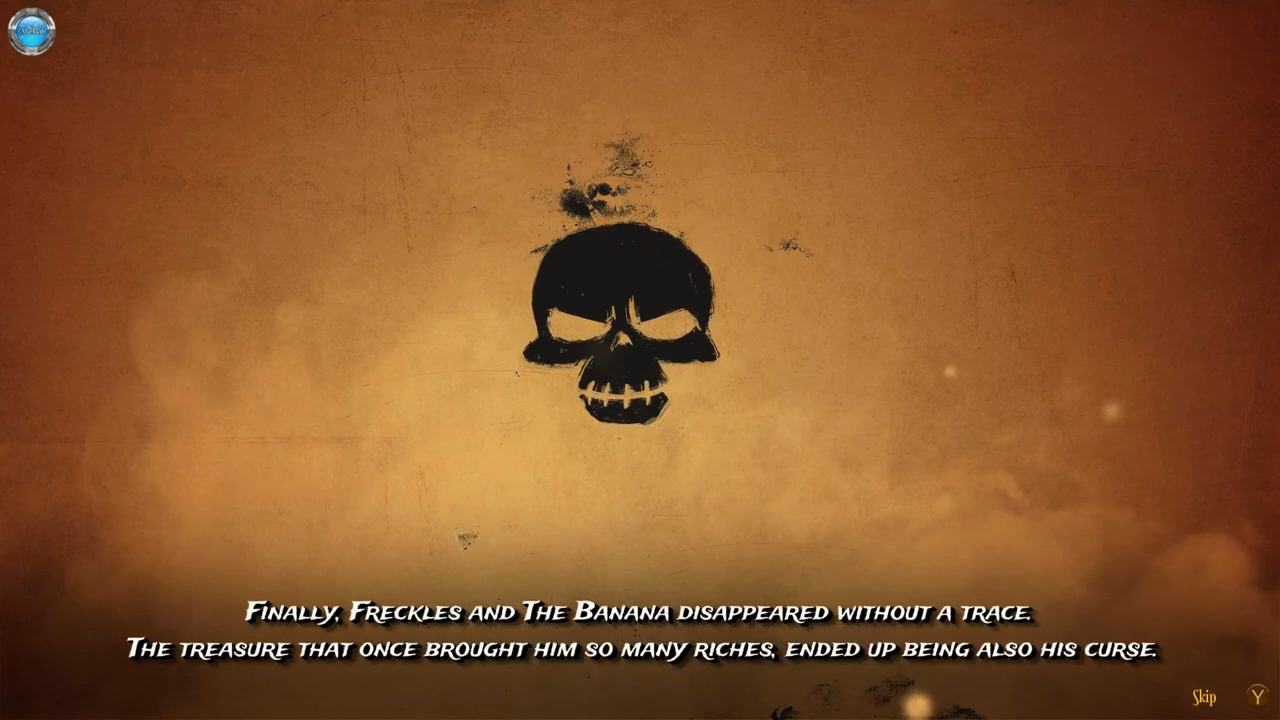 Finally, Freckles and The Banana disappeared without a trace.
The treasure that once brought him so many riches, ended up being also his curse.
Skip Y